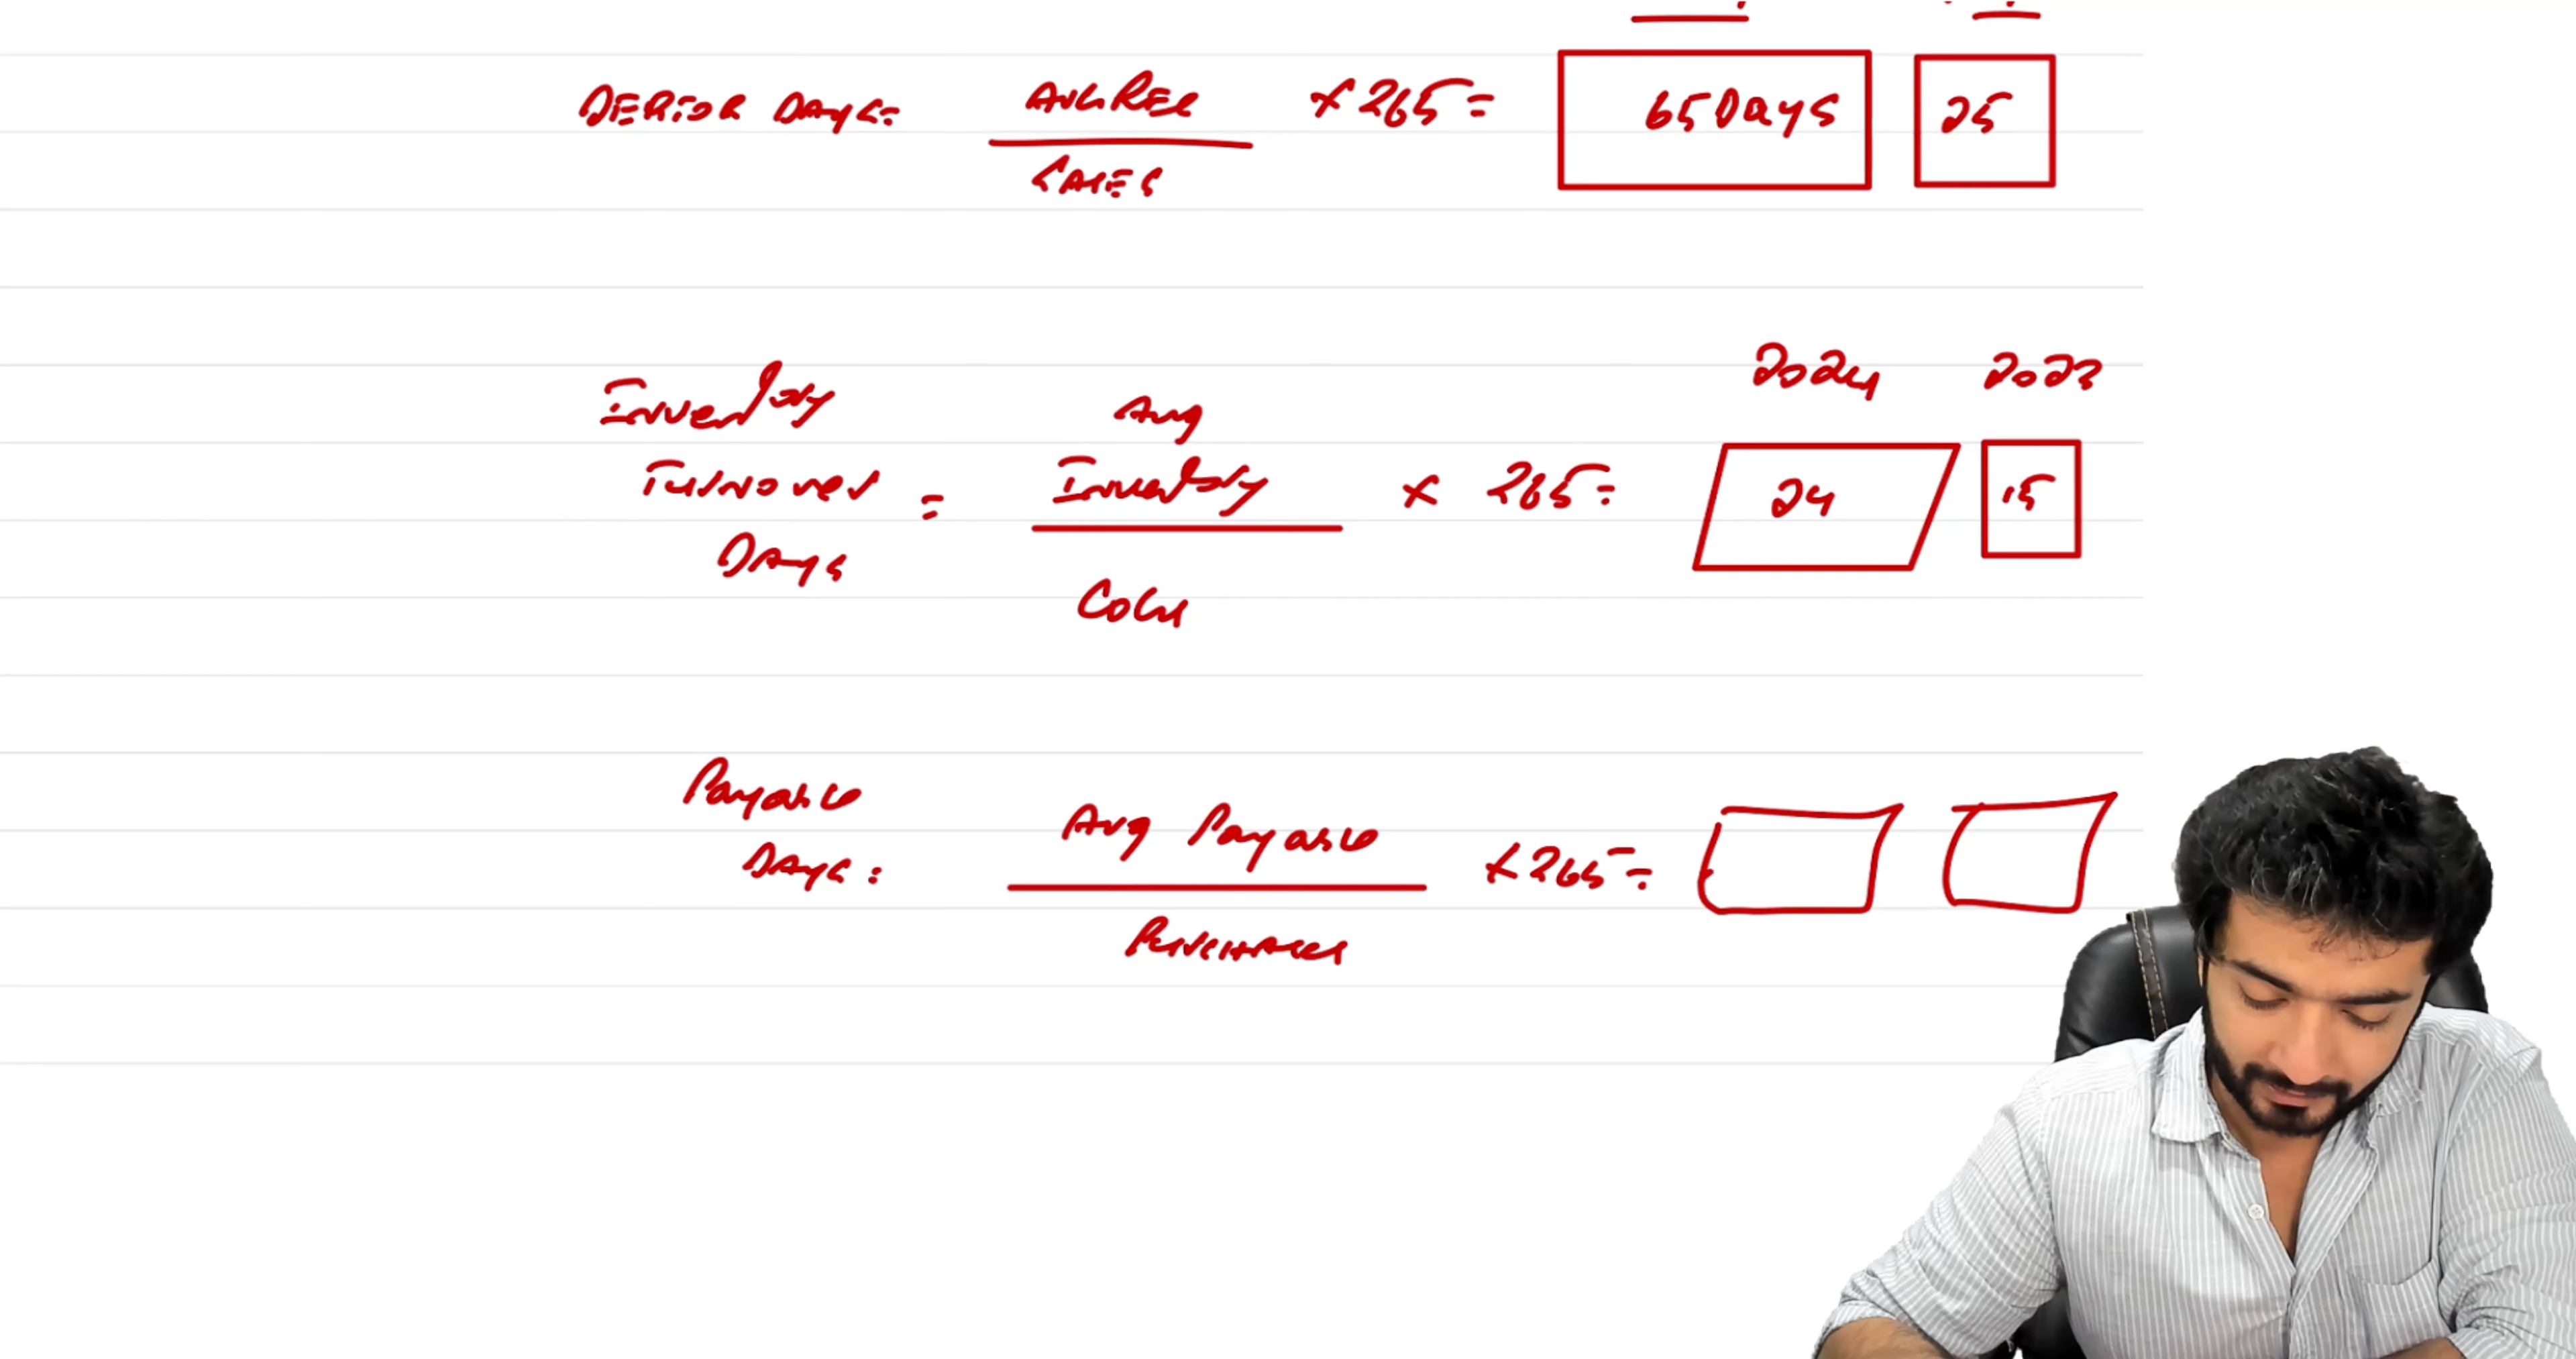 DEBTOR DAYS = AVG REC × 365 = 65 Days 25
SALES
2024 2023
Inventory Avg
Turnover = Inventory × 365 = 24 15
DAYS COGS
Payable
DAYS = Avg Payable × 365 =
PURCHASES